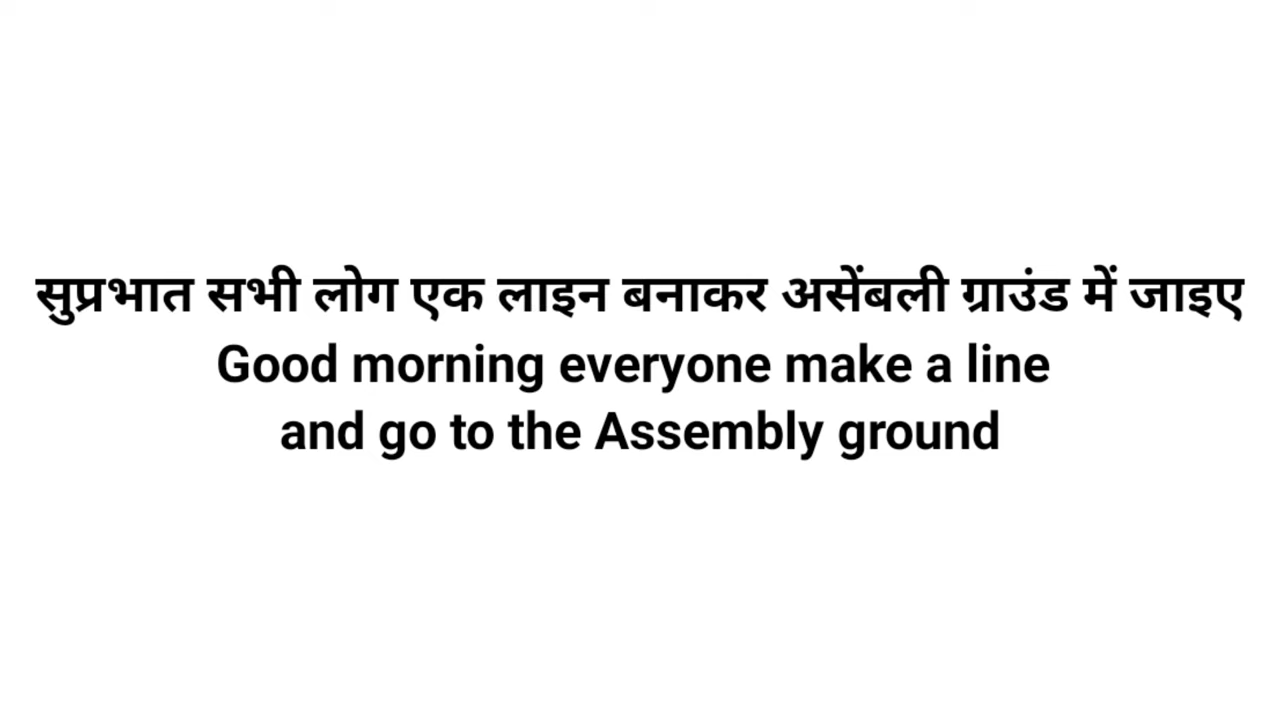 सुप्रभात सभी लोग एक लाइन बनाकर असेंबली ग्राउंड में जाइए
Good morning everyone make a line
and go to the Assembly ground